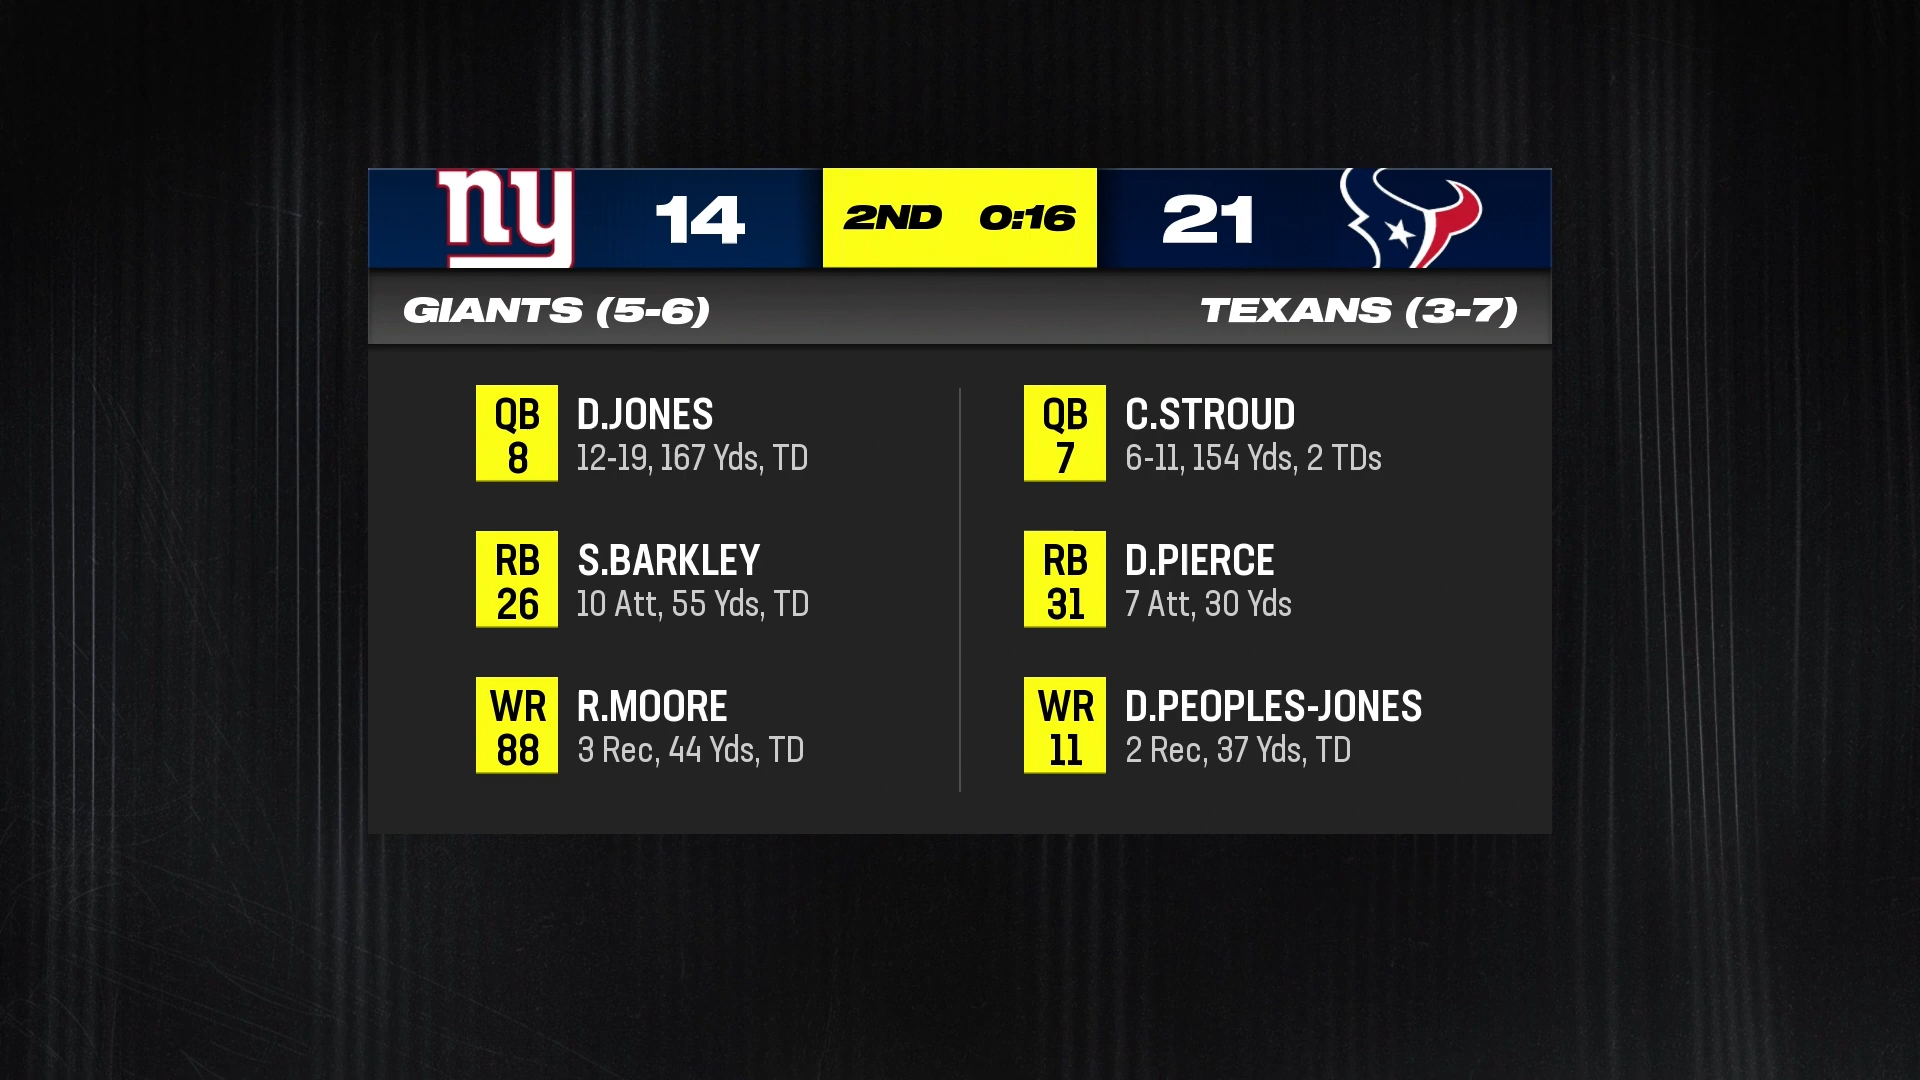 ny 14 2ND 0:16 21
GIANTS (5-6) TEXANS (3-7)
QB 8 D.JONES
12-19, 167 Yds, TD
RB 26 S.BARKLEY
10 Att, 55 Yds, TD
WR 88 R.MOORE
3 Rec, 44 Yds, TD
QB 7 C.STROUD
6-11, 154 Yds, 2 TDs
RB 31 D.PIERCE
7 Att, 30 Yds
WR 11 D.PEOPLES-JONES
2 Rec, 37 Yds, TD